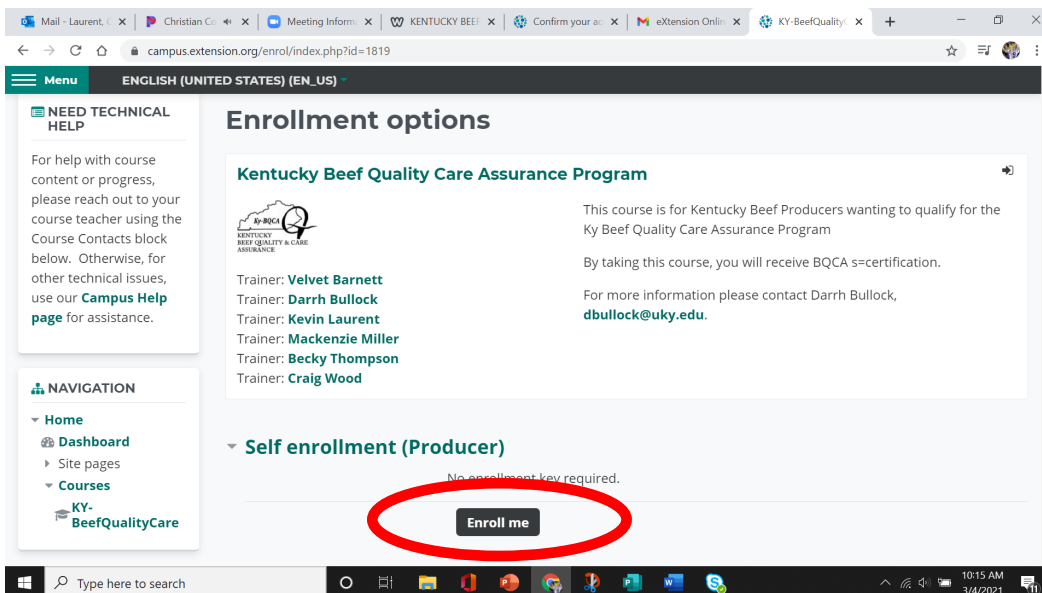 Mail - Laurent, C
Christian Co
Meeting Informa
KENTUCKY BEEF
Confirm your ac
eXtension Onlin
KY-BeefQualityC
campus.extension.org/enrol/index.php?id=1819
Menu
ENGLISH (UNITED STATES) (EN_US)
NEED TECHNICAL
HELP
For help with course
content or progress,
please reach out to your
course teacher using the
Course Contacts block
below. Otherwise, for
other technical issues,
use our Campus Help
page for assistance.
NAVIGATION
Home
Dashboard
Site pages
Courses
KY-
BeefQualityCare
Enrollment options
Kentucky Beef Quality Care Assurance Program
Ky-BQCA
KENTUCKY
BEEF QUALITY & CARE
ASSURANCE
Trainer: Velvet Barnett
Trainer: Darrh Bullock
Trainer: Kevin Laurent
Trainer: Mackenzie Miller
Trainer: Becky Thompson
Trainer: Craig Wood
This course is for Kentucky Beef Producers wanting to qualify for the
Ky Beef Quality Care Assurance Program
By taking this course, you will receive BQCA s=certification.
For more information please contact Darrh Bullock,
dbullock@uky.edu.
Self enrollment (Producer)
No enrollment key required.
Enroll me
Type here to search
10:15 AM
3/4/2021
11